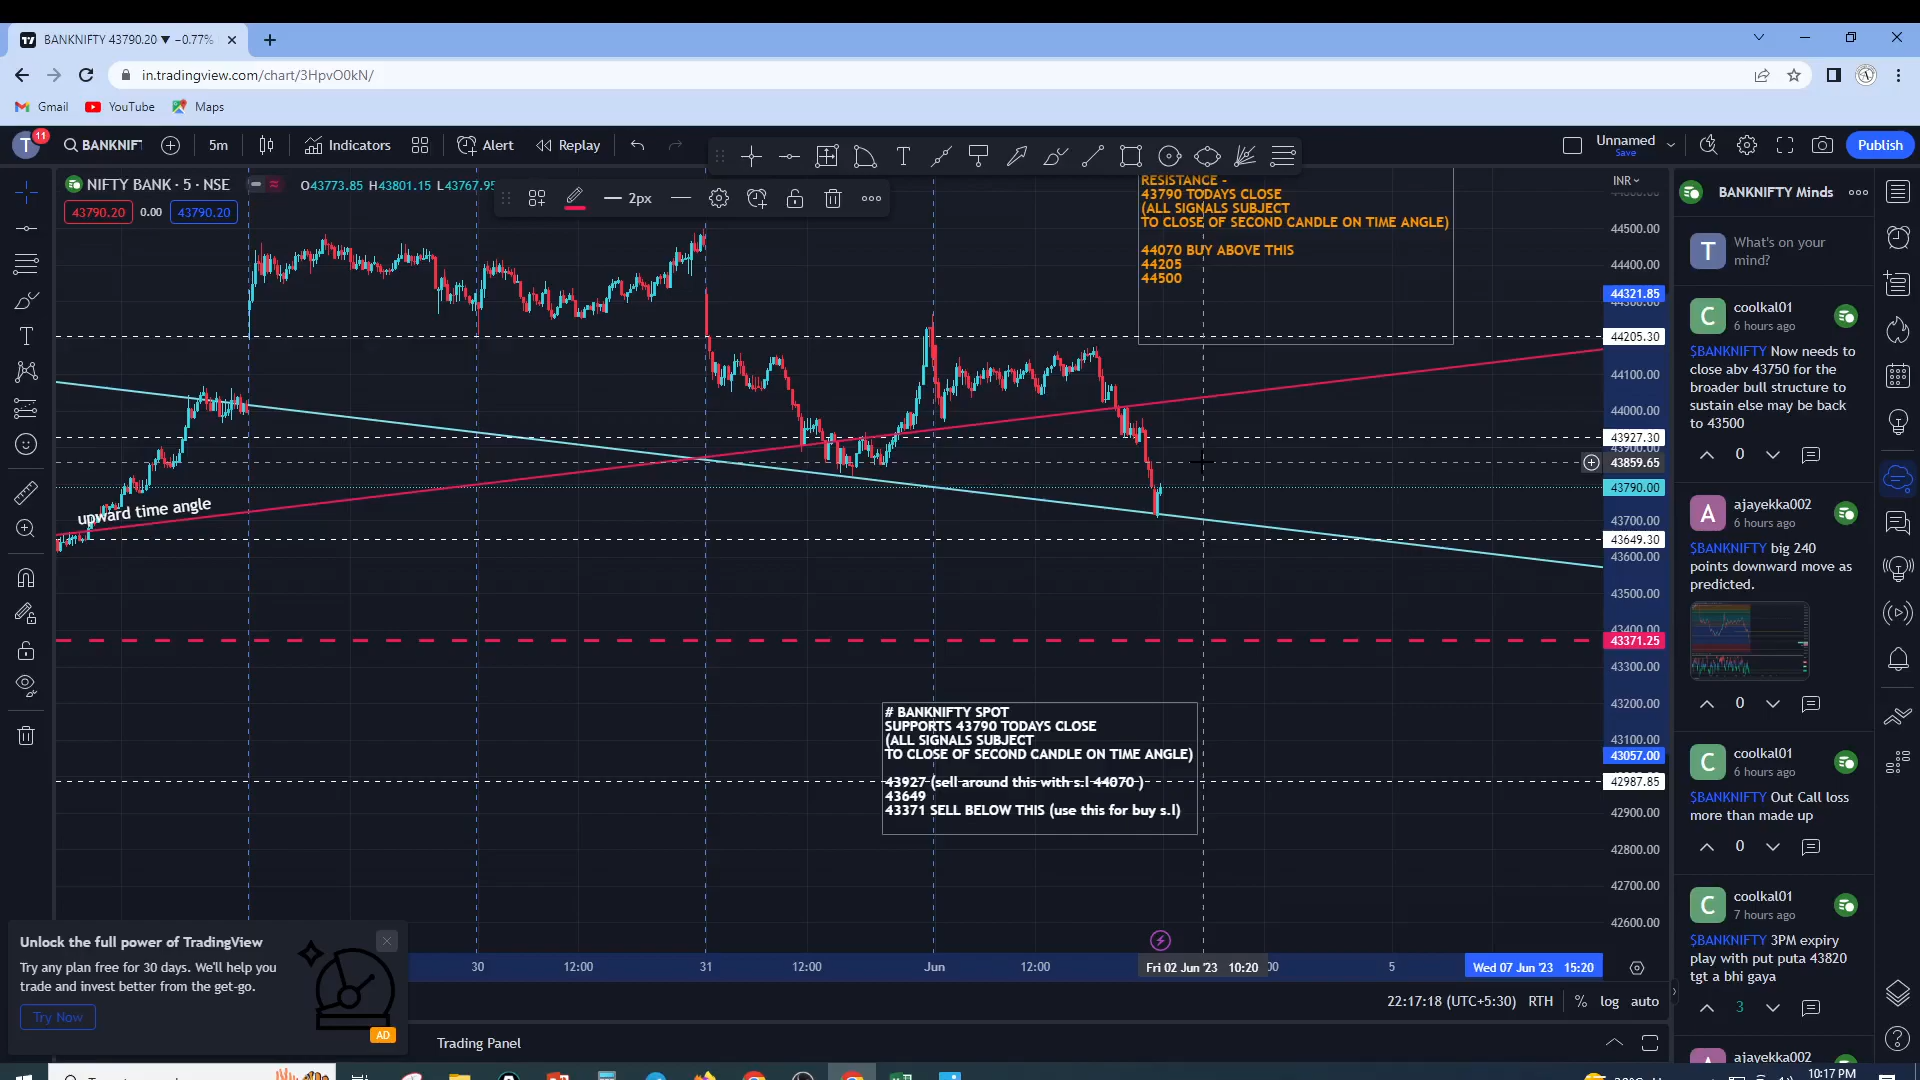 BANKNIFTY 43790.20 ▼ −0.77%
in.tradingview.com/chart/3HpvO0kN/
Gmail
YouTube
Maps
T
11
BANKNIF
5m
Indicators
Alert
Replay
Unnamed
Save
Publish
NIFTY BANK · 5 · NSE
O43773.85 H43801.15 L43767.95
43790.20
0.00
43790.20
2px
INR
BANKNIFTY Minds
RESISTANCE -
43790 TODAYS CLOSE
(ALL SIGNALS SUBJECT
TO CLOSE OF SECOND CANDLE ON TIME ANGLE)
44070 BUY ABOVE THIS
44205
44500
upward time angle
# BANKNIFTY SPOT
SUPPORTS 43790 TODAYS CLOSE
(ALL SIGNALS SUBJECT
TO CLOSE OF SECOND CANDLE ON TIME ANGLE)
43927 (sell around this with s.l 44070 )
43649
43371 SELL BELOW THIS (use this for buy s.l)
44500.00
44400.00
44321.85
44205.30
44100.00
44000.00
43927.30
43859.65
43790.00
43700.00
43649.30
43600.00
43500.00
43400.00
43371.25
43300.00
43200.00
43100.00
43057.00
42987.85
42900.00
42800.00
42700.00
42600.00
30
12:00
31
12:00
Jun
12:00
Fri 02 Jun '23 10:20
5
Wed 07 Jun '23 15:20
22:17:18 (UTC+5:30)
RTH
%
log
auto
Trading Panel
Unlock the full power of TradingView
Try any plan free for 30 days. We'll help you
trade and invest better from the get-go.
Try Now
AD
T
What's on your
mind?
C
coolkal01
6 hours ago
$BANKNIFTY Now needs to
close abv 43750 for the
broader bull structure to
sustain else may be back
to 43500
0
A
ajayekka002
6 hours ago
$BANKNIFTY big 240
points downward move as
predicted.
0
C
coolkal01
6 hours ago
$BANKNIFTY Out Call loss
more than made up
0
C
coolkal01
7 hours ago
$BANKNIFTY 3PM expiry
play with put puta 43820
tgt a bhi gaya
3
ajayekka002
10:17 PM